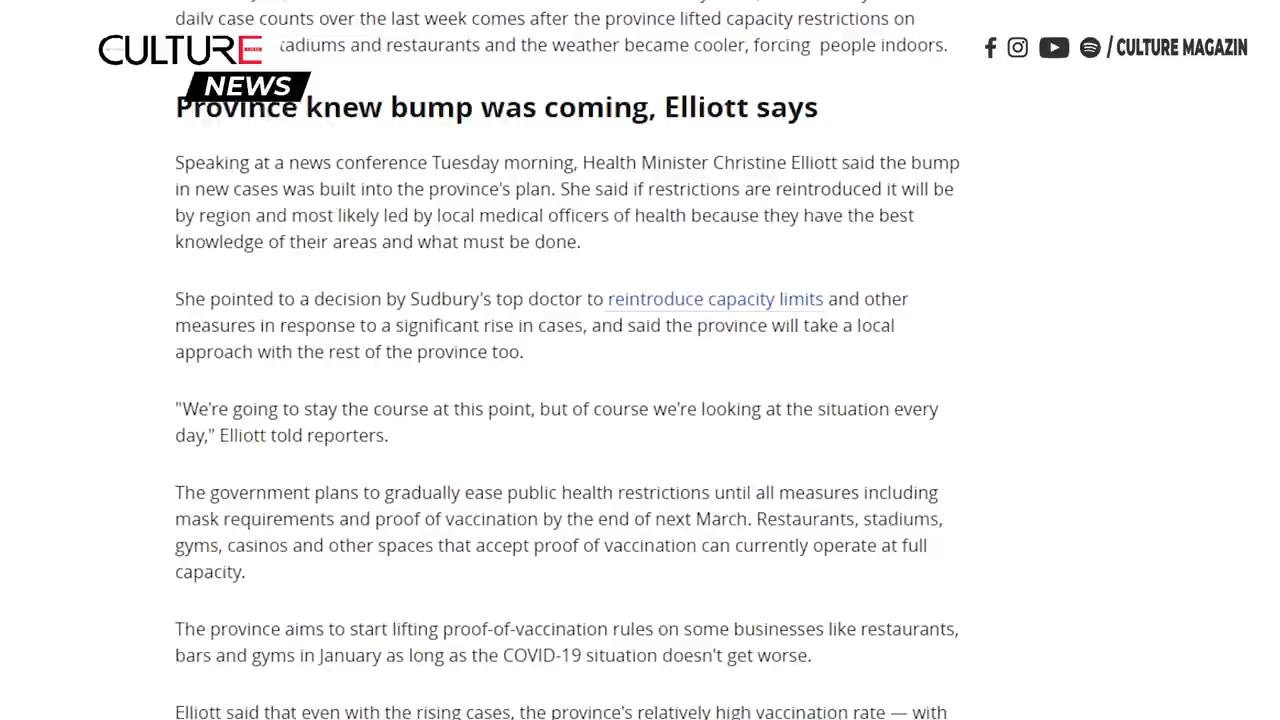 daily case counts over the last week comes after the province lifted capacity restrictions on
CULTURE
stadiums and restaurants and the weather became cooler, forcing people indoors.
/ CULTURE MAGAZIN
NEWS
Province knew bump was coming, Elliott says
Speaking at a news conference Tuesday morning, Health Minister Christine Elliott said the bump
in new cases was built into the province's plan. She said if restrictions are reintroduced it will be
by region and most likely led by local medical officers of health because they have the best
knowledge of their areas and what must be done.
She pointed to a decision by Sudbury's top doctor to reintroduce capacity limits and other
measures in response to a significant rise in cases, and said the province will take a local
approach with the rest of the province too.
"We're going to stay the course at this point, but of course we're looking at the situation every
day," Elliott told reporters.
The government plans to gradually ease public health restrictions until all measures including
mask requirements and proof of vaccination by the end of next March. Restaurants, stadiums,
gyms, casinos and other spaces that accept proof of vaccination can currently operate at full
capacity.
The province aims to start lifting proof-of-vaccination rules on some businesses like restaurants,
bars and gyms in January as long as the COVID-19 situation doesn't get worse.
Elliott said that even with the rising cases, the province's relatively high vaccination rate — with